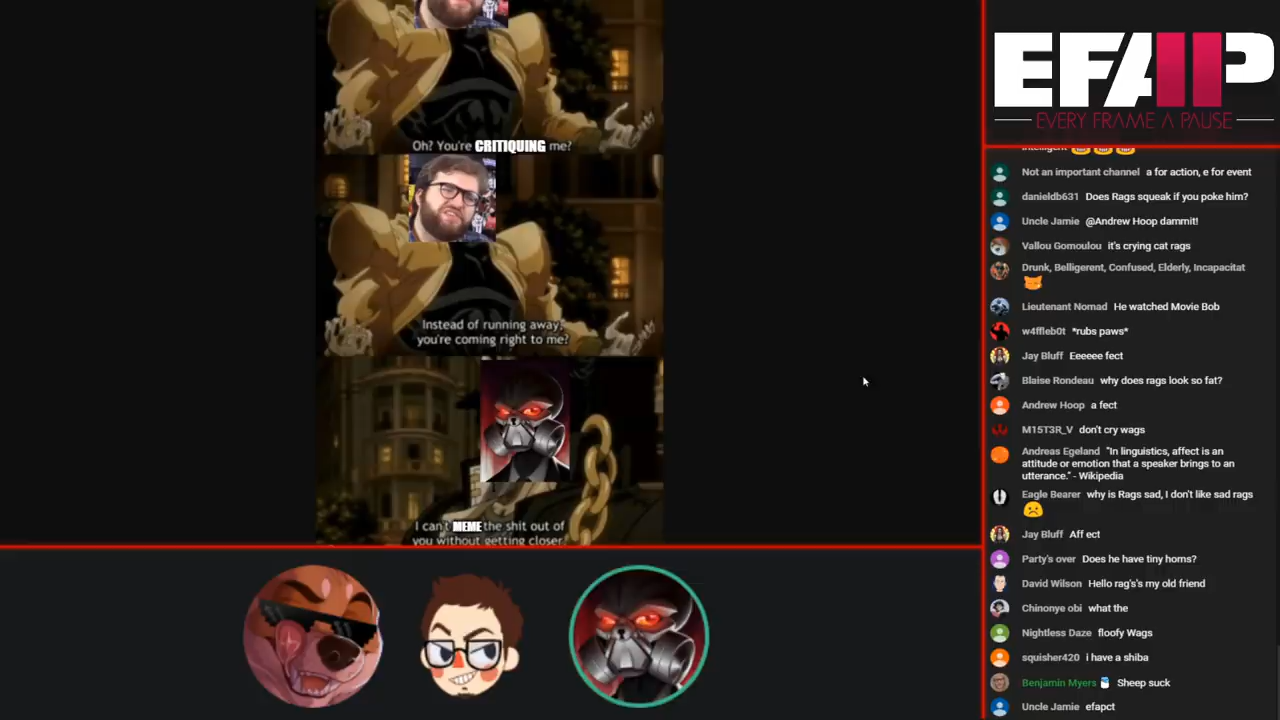 Oh? You're CRITIQUING me?
Instead of running away,
you're coming right to me?
I can't MEME the shit out of
you without getting closer.
EFAP
EVERY FRAME A PAUSE
intelligent
Not an important channel a for action, e for event
danieldb631 Does Rags squeak if you poke him?
Uncle Jamie @Andrew Hoop dammit!
Vallou Gomoulou it's crying cat rags
Drunk, Belligerent, Confused, Elderly, Incapacitat
Lieutenant Nomad He watched Movie Bob
w4ffleb0t *rubs paws*
Jay Bluff Eeeeee fect
Blaise Rondeau why does rags look so fat?
Andrew Hoop a fect
M15T3R_V don't cry wags
Andreas Egeland "In linguistics, affect is an
attitude or emotion that a speaker brings to an
utterance." - Wikipedia
Eagle Bearer why is Rags sad, I don't like sad rags
Jay Bluff Aff ect
Party's over Does he have tiny horns?
David Wilson Hello rag's's my old friend
Chinonye obi what the
Nightless Daze floofy Wags
squisher420 i have a shiba
Benjamin Myers Sheep suck
Uncle Jamie efapct